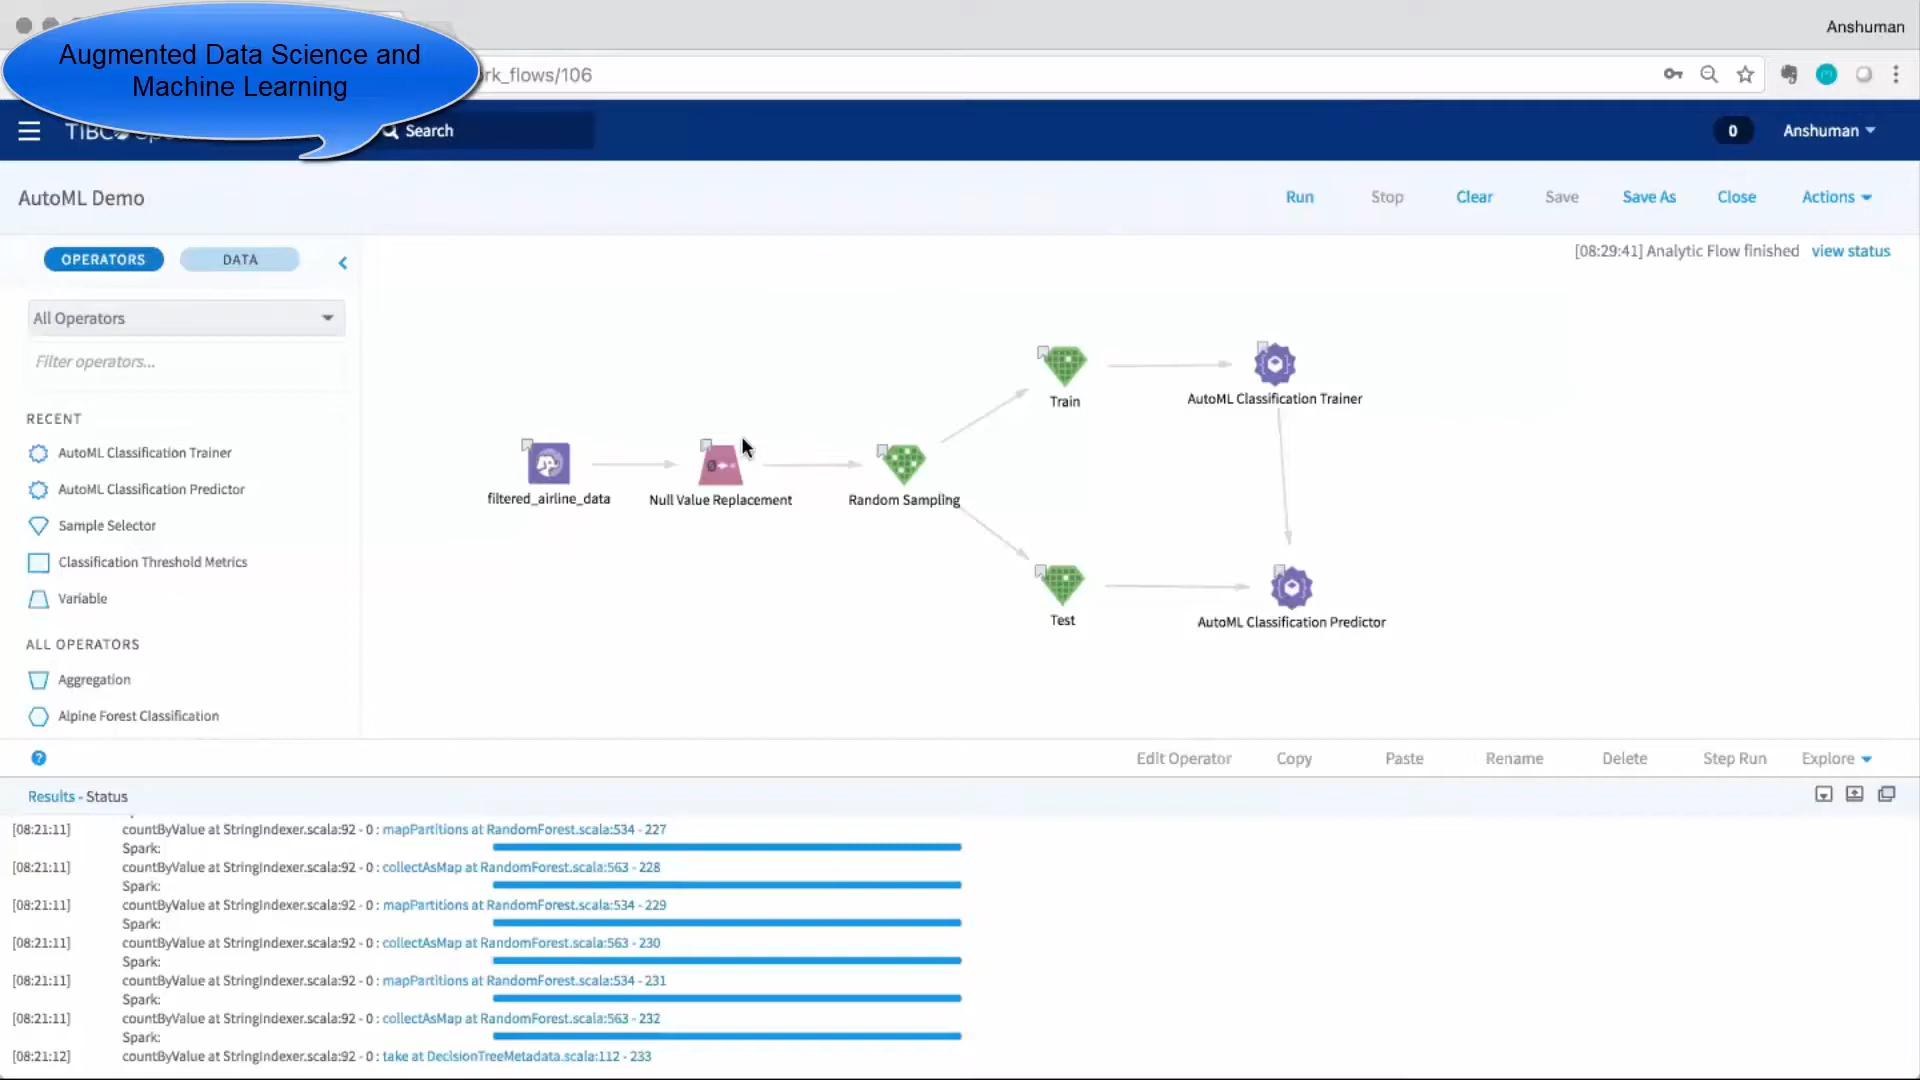 Anshuman
Augmented Data Science and
Machine Learning
rk_flows/106
Search
0
Anshuman
AutoML Demo
Run
Stop
Clear
Save
Save As
Close
Actions
OPERATORS
DATA
[08:29:41] Analytic Flow finished view status
All Operators
Filter operators...
RECENT
AutoML Classification Trainer
AutoML Classification Predictor
Sample Selector
Classification Threshold Metrics
Variable
ALL OPERATORS
Aggregation
Alpine Forest Classification
Train
AutoML Classification Trainer
filtered_airline_data
Null Value Replacement
Random Sampling
Test
AutoML Classification Predictor
Edit Operator
Copy
Paste
Rename
Delete
Step Run
Explore
Results - Status
[08:21:11] countByValue at StringIndexer.scala:92 - 0 : mapPartitions at RandomForest.scala:534 - 227
Spark:
[08:21:11] countByValue at StringIndexer.scala:92 - 0 : collectAsMap at RandomForest.scala:563 - 228
Spark:
[08:21:11] countByValue at StringIndexer.scala:92 - 0 : mapPartitions at RandomForest.scala:534 - 229
Spark:
[08:21:11] countByValue at StringIndexer.scala:92 - 0 : collectAsMap at RandomForest.scala:563 - 230
Spark:
[08:21:11] countByValue at StringIndexer.scala:92 - 0 : mapPartitions at RandomForest.scala:534 - 231
Spark:
[08:21:11] countByValue at StringIndexer.scala:92 - 0 : collectAsMap at RandomForest.scala:563 - 232
Spark:
[08:21:12] countByValue at StringIndexer.scala:92 - 0 : take at DecisionTreeMetadata.scala:112 - 233